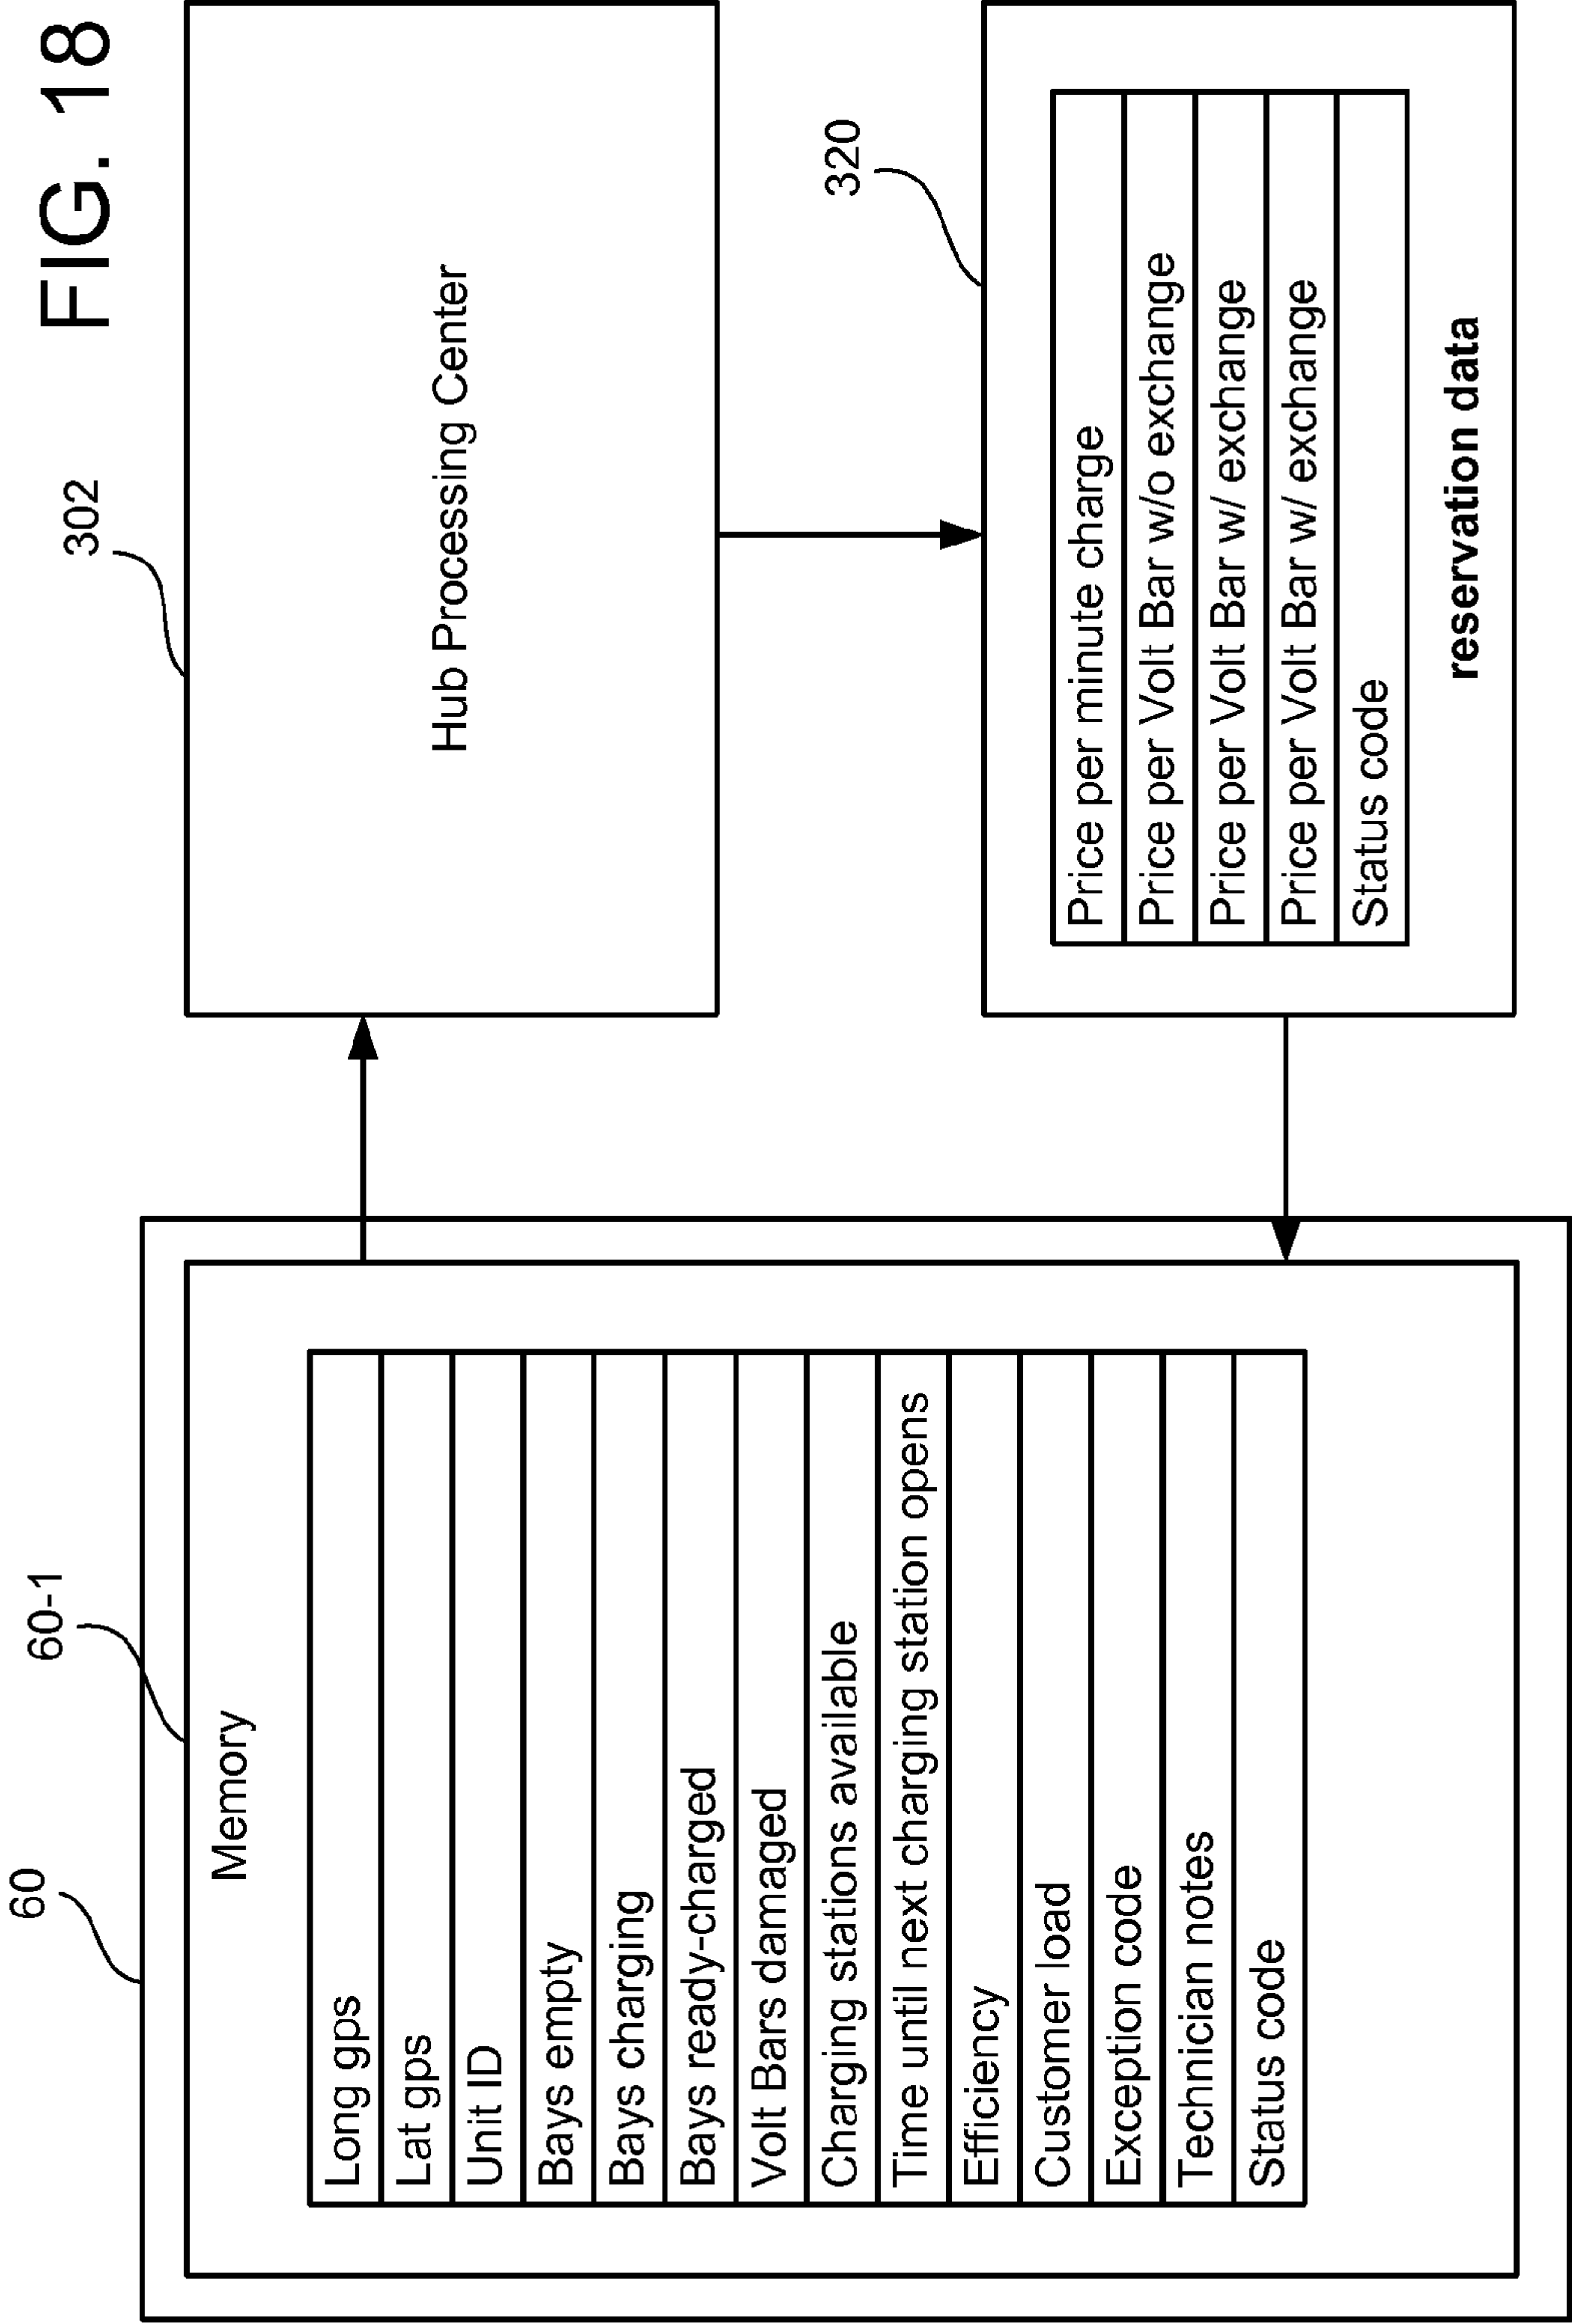 FIG. 18
60
60-1
Memory
Long gps
Lat gps
Unit ID
Bays empty
Bays charging
Bays ready-charged
Volt Bars damaged
Charging stations available
Time until next charging station opens
Efficiency
Customer load
Exception code
Technician notes
Status code
302
Hub Processing Center
320
Price per minute charge
Price per Volt Bar w/o exchange
Price per Volt Bar w/ exchange
Price per Volt Bar w/ exchange
Status code
reservation data